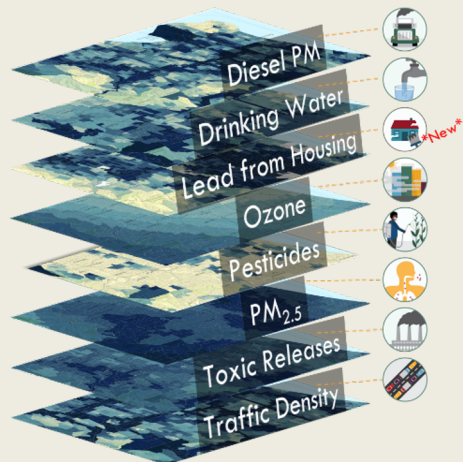 Diesel PM
Drinking Water
Lead from Housing
*New*
Ozone
Pesticides
PM2.5
Toxic Releases
Traffic Density